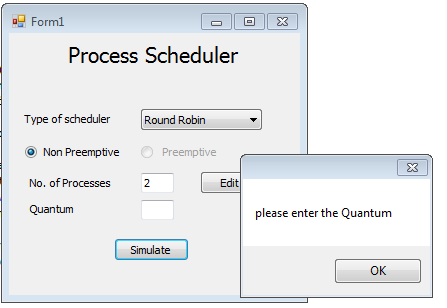 Form1
Process Scheduler
Type of scheduler Round Robin
Non Preemptive Preemptive
No. of Processes 2 Edit
Quantum
please enter the Quantum
Simulate
OK